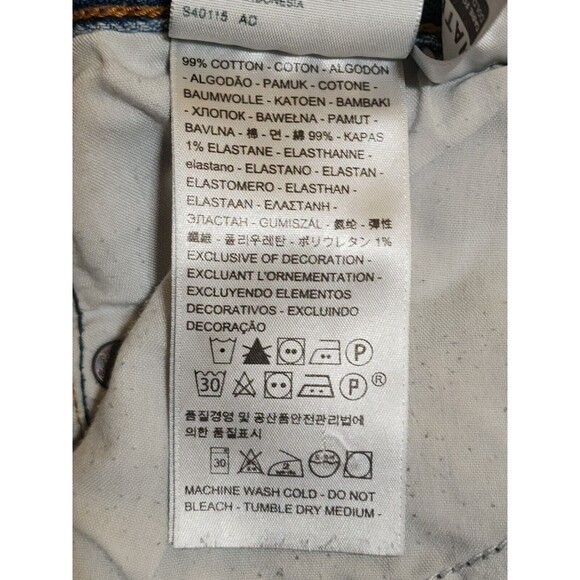 INDONESIA
S40115 AD
99% COTTON - COTON - ALGODÓN
- ALGODÃO - PAMUK - COTONE -
BAUMWOLLE - KATOEN - BAMBAKI
- ХЛОПОК - BAWEŁNA - PAMUT -
BAVLNA - 棉 - 면 - 綿 99% - KAPAS
1% ELASTANE - ELASTHANNE -
elastano - ELASTANO - ELASTAN -
ELASTOMERO - ELASTHAN -
ELASTAAN - ΕΛΑΣΤΑΝΗ -
ЭЛАСТАН - GUMISZÁL - 氨纶 - 彈性
纖維 - 폴리우레탄 - ポリウレタン 1%
EXCLUSIVE OF DECORATION -
EXCLUANT L'ORNEMENTATION -
EXCLUYENDO ELEMENTOS
DECORATIVOS - EXCLUINDO
DECORAÇÃO
P
30 P ®
품질경영 및 공산품안전관리법에
의한 품질표시
30 2
MACHINE WASH COLD - DO NOT
BLEACH - TUMBLE DRY MEDIUM -